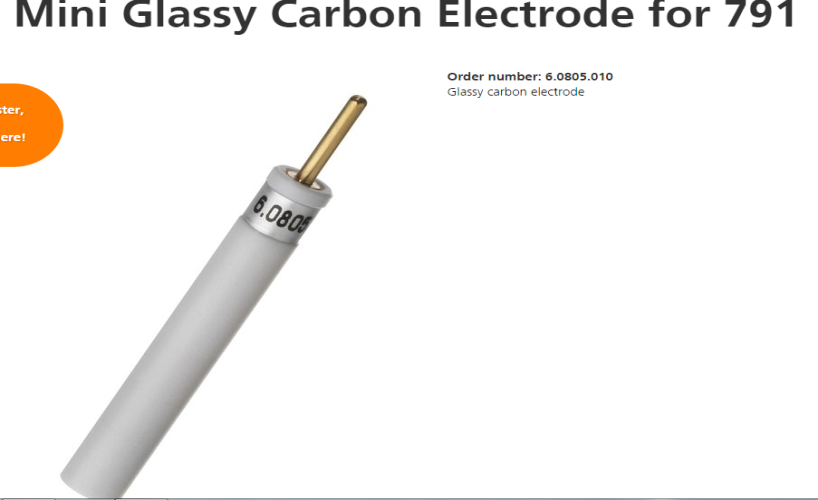 Mini Glassy Carbon Electrode for 791
Order number: 6.0805.010
Glassy carbon electrode
ster,
ere!
6.0805